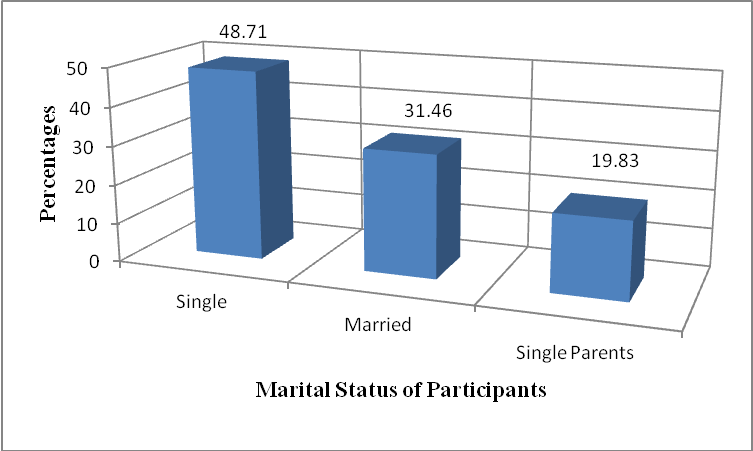 48.71
50
40
30
20
10
0
Percentages
31.46
19.83
Single
Married
Single Parents
Marital Status of Participants